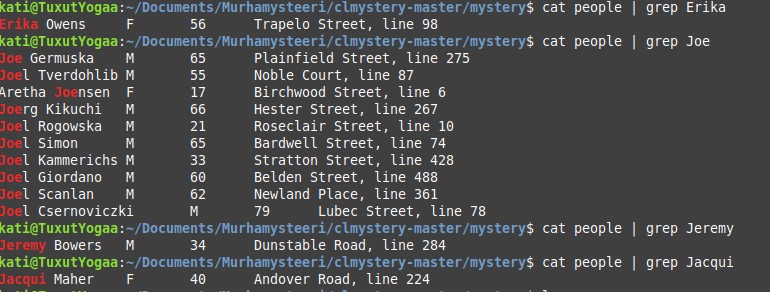 kati@TuxutYogaa:~/Documents/Murhamysteeri/clmystery-master/mystery$ cat people | grep Erika
Erika Owens F 56 Trapelo Street, line 98
kati@TuxutYogaa:~/Documents/Murhamysteeri/clmystery-master/mystery$ cat people | grep Joe
Joe Germuska M 65 Plainfield Street, line 275
Joel Tverdohlib M 55 Noble Court, line 87
Aretha Joensen F 17 Birchwood Street, line 6
Joerg Kikuchi M 66 Hester Street, line 267
Joel Rogowska M 21 Roseclair Street, line 10
Joel Simon M 65 Bardwell Street, line 74
Joel Kammerichs M 33 Stratton Street, line 428
Joel Giordano M 60 Belden Street, line 488
Joel Scanlan M 62 Newland Place, line 361
Joel Csernoviczki M 79 Lubec Street, line 78
kati@TuxutYogaa:~/Documents/Murhamysteeri/clmystery-master/mystery$ cat people | grep Jeremy
Jeremy Bowers M 34 Dunstable Road, line 284
kati@TuxutYogaa:~/Documents/Murhamysteeri/clmystery-master/mystery$ cat people | grep Jacqui
Jacqui Maher F 40 Andover Road, line 224